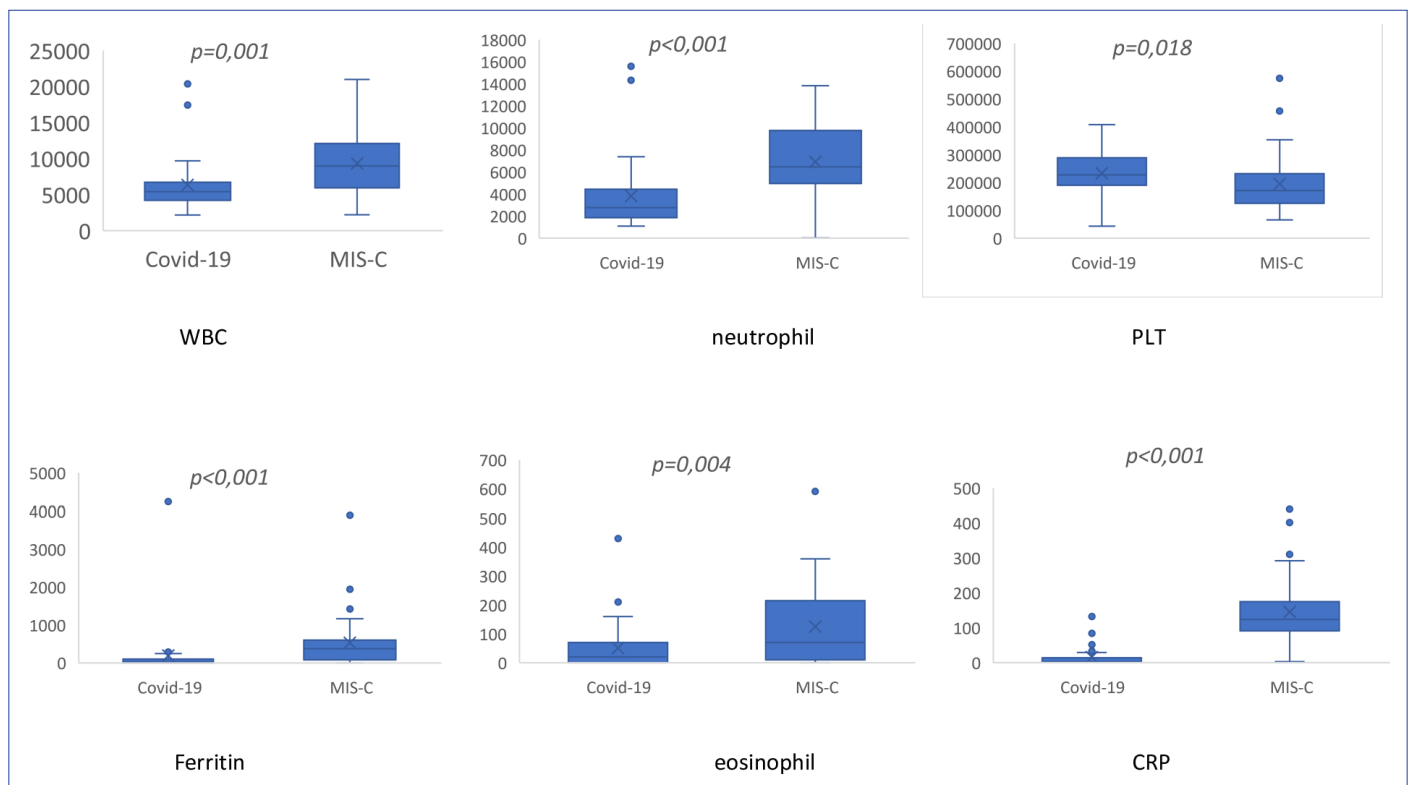 p=0,001
25000
20000
15000
10000
5000
0
Covid-19 MIS-C
WBC
p<0,001
18000
16000
14000
12000
10000
8000
6000
4000
2000
0
Covid-19 MIS-C
neutrophil
p=0,018
700000
600000
500000
400000
300000
200000
100000
0
Covid-19 MIS-C
PLT
p<0,001
5000
4000
3000
2000
1000
0
Covid-19 MIS-C
Ferritin
p=0,004
700
600
500
400
300
200
100
0
Covid-19 MIS-C
eosinophil
p<0,001
500
400
300
200
100
0
Covid-19 MIS-C
CRP